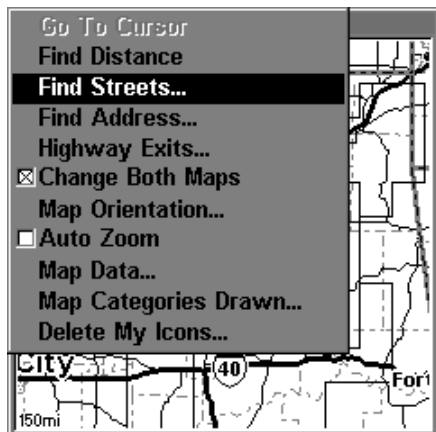 Go To Cursor
Find Distance
Find Streets...
Find Address...
Highway Exits...
Change Both Maps
Map Orientation...
Auto Zoom
Map Data...
Map Categories Drawn...
Delete My Icons...
City
40
Fort
150mi